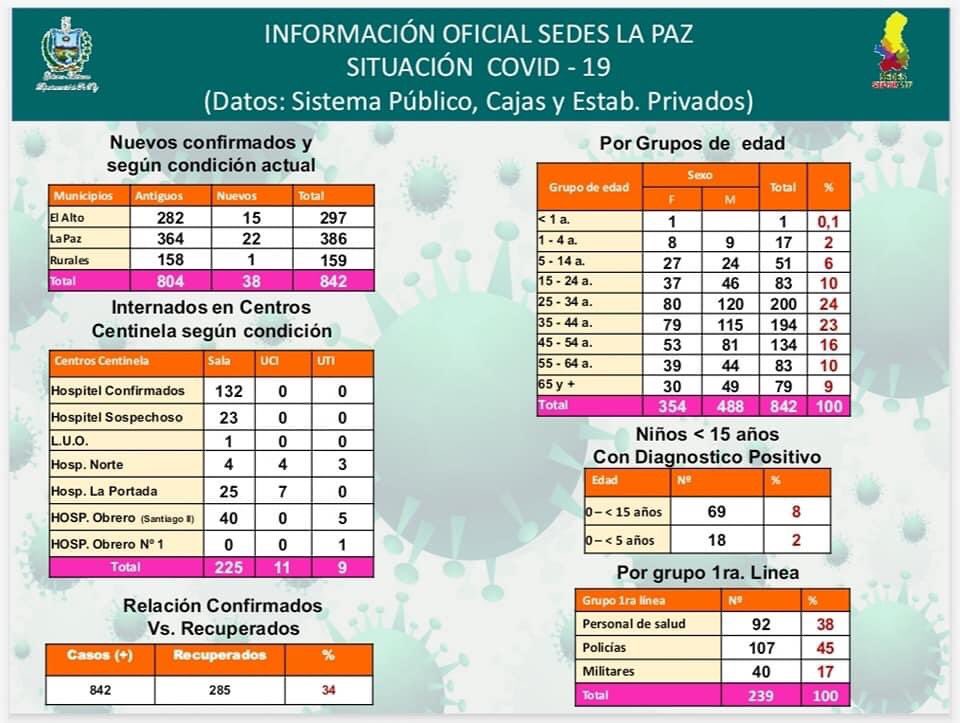 INFORMACIÓN OFICIAL SEDES LA PAZ
SITUACIÓN COVID - 19
(Datos: Sistema Público, Cajas y Estab. Privados)
SEDES
Nuevos confirmados y
según condición actual
Municipios Antiguos Nuevos Total
El Alto 282 15 297
La Paz 364 22 386
Rurales 158 1 159
Total 804 38 842
Internados en Centros
Centinela según condición
Centros Centinela Sala UCI UTI
Hospitel Confirmados 132 0 0
Hospitel Sospechoso 23 0 0
L.U.O. 1 0 0
Hosp. Norte 4 4 3
Hosp. La Portada 25 7 0
HOSP. Obrero (Santiago II) 40 0 5
HOSP. Obrero Nº 1 0 0 1
Total 225 11 9
Relación Confirmados
Vs. Recuperados
Casos (+) Recuperados %
842 285 34
Por Grupos de edad
Grupo de edad Sexo Total %
F M
< 1 a. 1 1 0,1
1 - 4 a. 8 9 17 2
5 - 14 a. 27 24 51 6
15 - 24 a. 37 46 83 10
25 - 34 a. 80 120 200 24
35 - 44 a. 79 115 194 23
45 - 54 a. 53 81 134 16
55 - 64 a. 39 44 83 10
65 y + 30 49 79 9
Total 354 488 842 100
Niños < 15 años
Con Diagnostico Positivo
Edad Nº %
0 – < 15 años 69 8
0 – < 5 años 18 2
Por grupo 1ra. Linea
Grupo 1ra línea Nº %
Personal de salud 92 38
Policías 107 45
Militares 40 17
Total 239 100